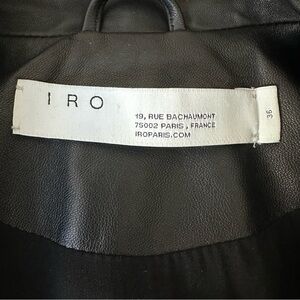 IRO
19, RUE BACHAUMONT
75002 PARIS, FRANCE
IROPARIS.COM
36